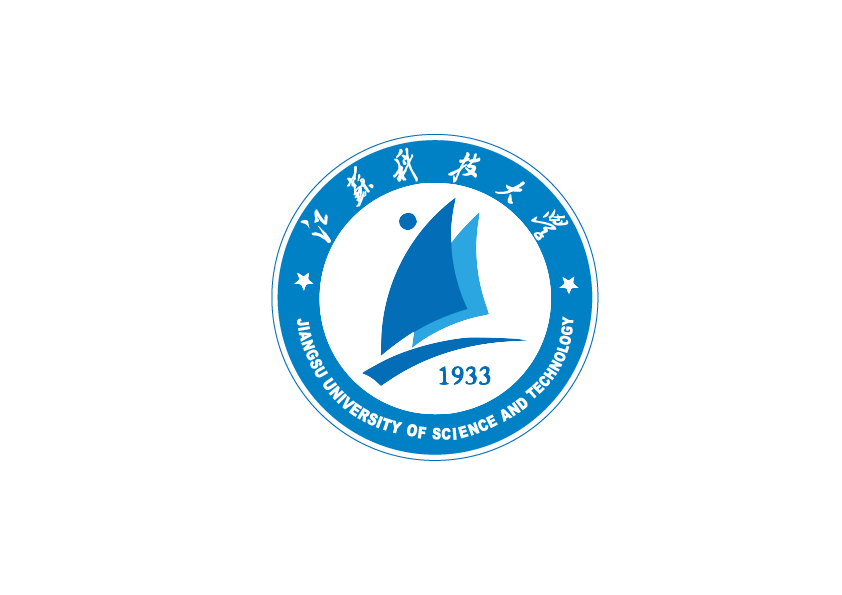 江苏科技大学
1933
JIANGSU UNIVERSITY OF SCIENCE AND TECHNOLOGY